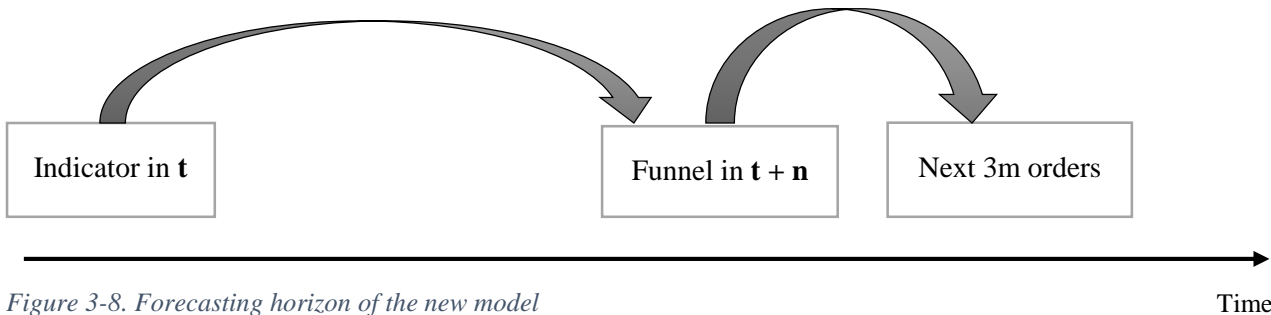 Indicator in t
Funnel in t + n
Next 3m orders
Figure 3-8. Forecasting horizon of the new model
Time